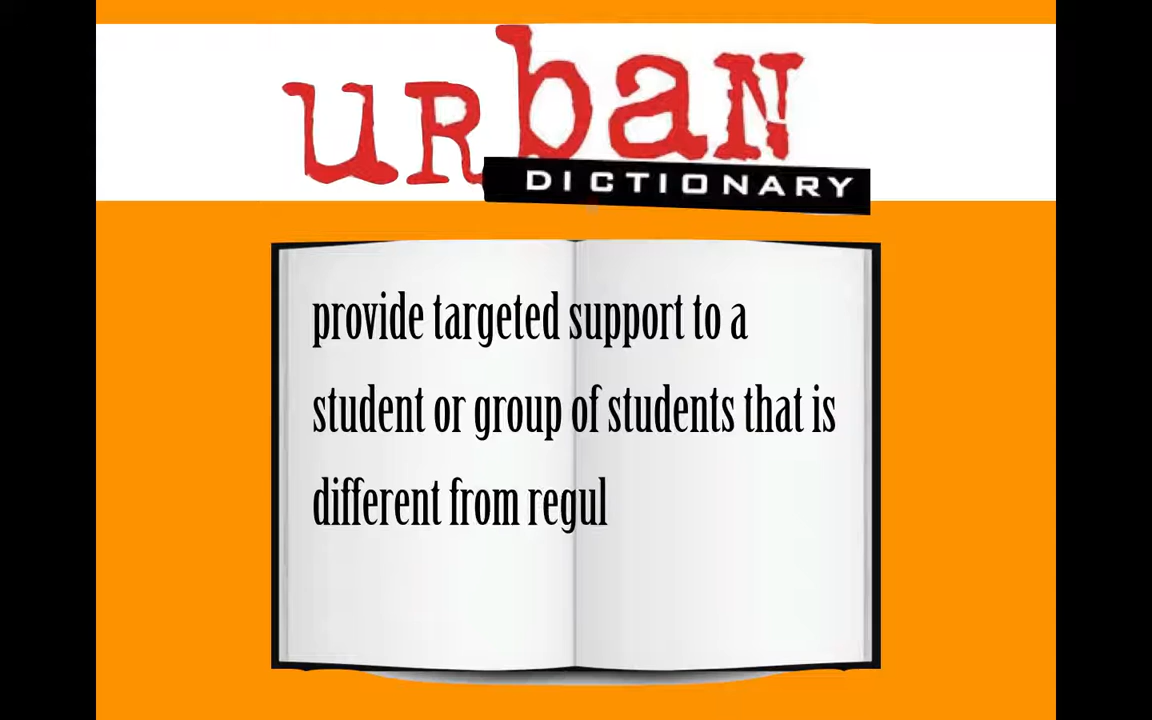 urban
DICTIONARY
provide targeted support to a
student or group of students that is
different from regul